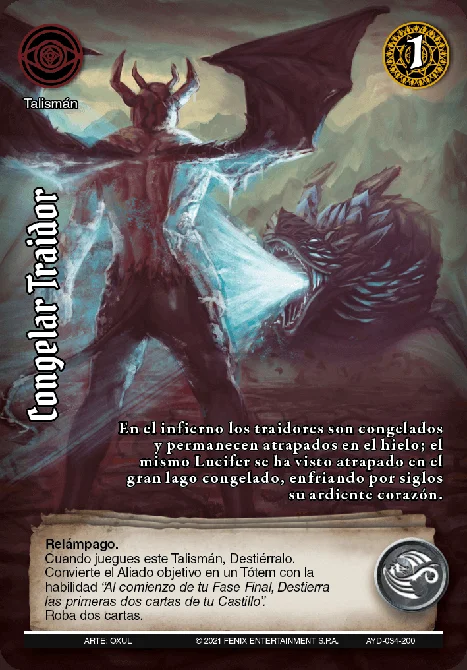 1
Talismán
Congelar Traidor
En el infierno los traidores son congelados
y permanecen atrapados en el hielo; el
mismo Lucifer se ha visto atrapado en el
gran lago congelado, enfriando por siglos
su ardiente corazón.
Relámpago.
Cuando juegues este Talismán, Destiérralo.
Convierte el Aliado objetivo en un Tótem con la
habilidad "Al comienzo de tu Fase Final, Destierra
las primeras dos cartas de tu Castillo".
Roba dos cartas.
ARTE: OXUL © 2021 FENIX ENTERTAINMENT S.R.A. AYD-034-200